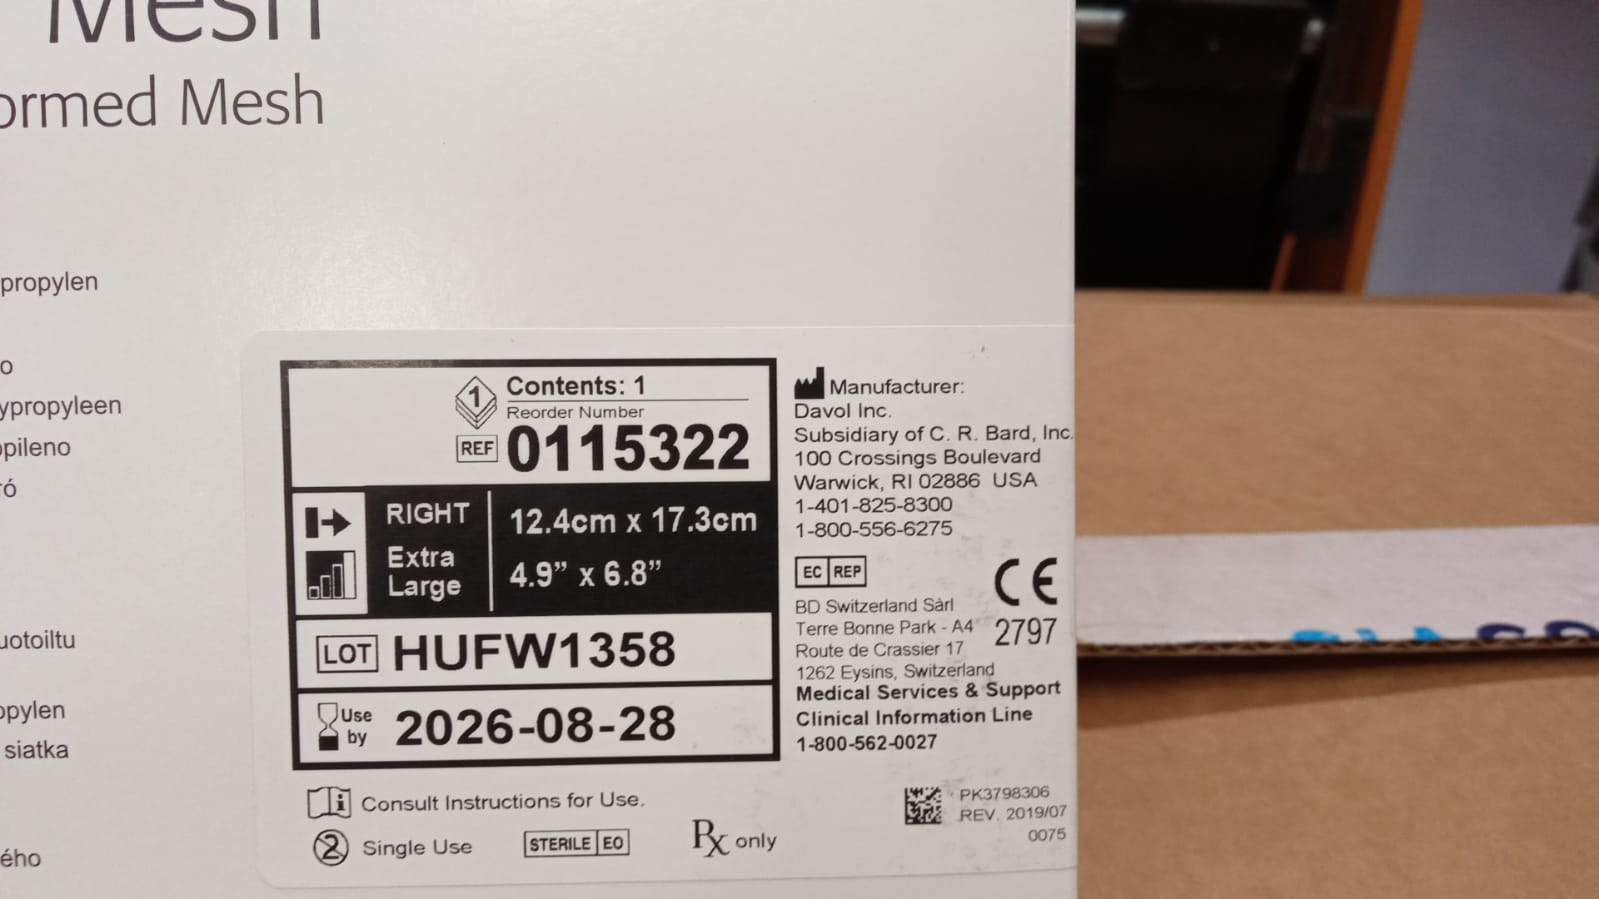 Mesh
ormed Mesh
propylen
o
ypropyleen
pileno
ró
uotoiltu
opylen
siatka
ého
1
Contents: 1
Reorder Number
REF 0115322
RIGHT
Extra
Large
12.4cm x 17.3cm
4.9” x 6.8”
LOT HUFW1358
Use
by
2026-08-28
Consult Instructions for Use.
2 Single Use
STERILE EO
Rx only
Manufacturer:
Davol Inc.
Subsidiary of C. R. Bard, Inc.
100 Crossings Boulevard
Warwick, RI 02886 USA
1-401-825-8300
1-800-556-6275
EC REP
BD Switzerland Sàrl
Terre Bonne Park - A4
Route de Crassier 17
1262 Eysins, Switzerland
CE
2797
Medical Services & Support
Clinical Information Line
1-800-562-0027
PK3798306
REV. 2019/07
0075